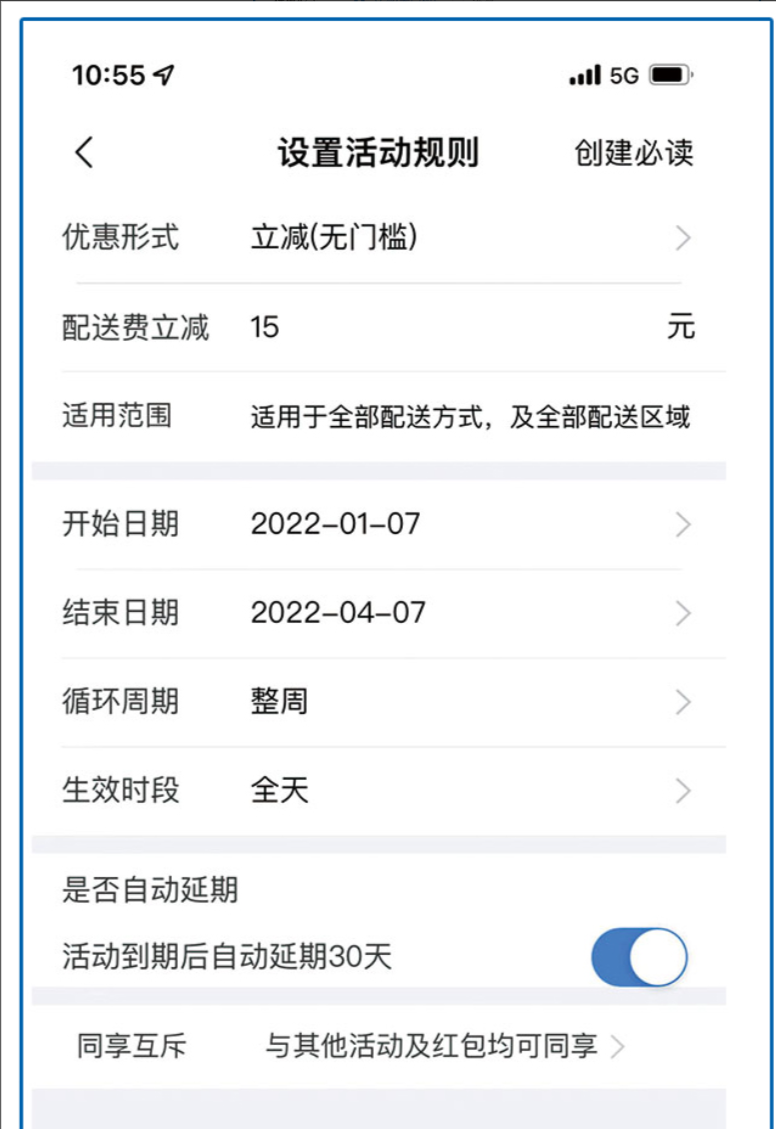 10:55 5G
设置活动规则 创建必读
优惠形式 立减(无门槛)
配送费立减 15 元
适用范围 适用于全部配送方式，及全部配送区域
开始日期 2022-01-07
结束日期 2022-04-07
循环周期 整周
生效时段 全天
是否自动延期
活动到期后自动延期30天
同享互斥 与其他活动及红包均可同享